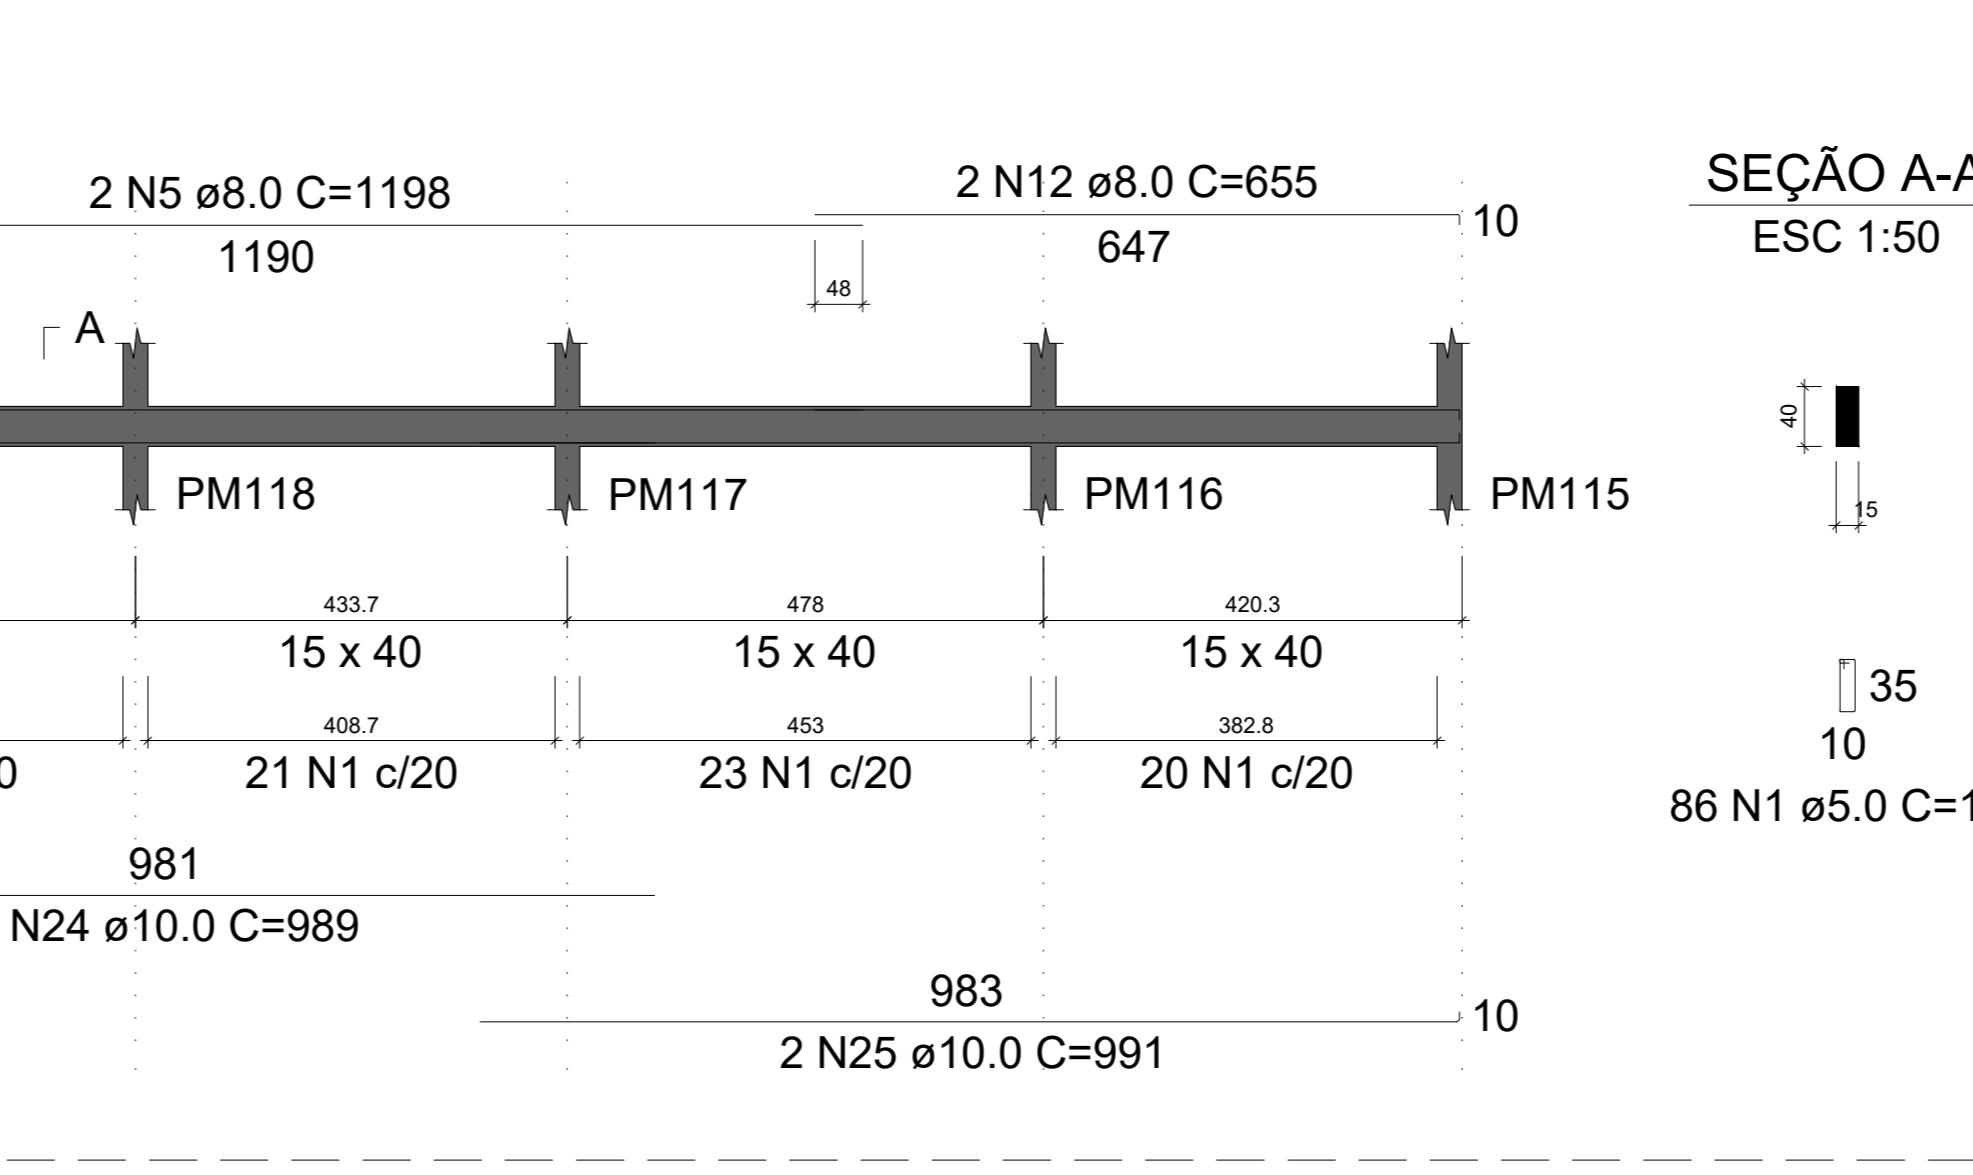 2 N5 ø8.0 C=1198
1190
2 N12 ø8.0 C=655
647
10
48
SEÇÃO A-A
ESC 1:50
A
PM118
PM117
PM116
PM115
40
15
433.7
478
420.3
15 x 40
15 x 40
15 x 40
408.7
453
382.8
0
21 N1 c/20
23 N1 c/20
20 N1 c/20
35
10
86 N1 ø5.0 C=1
981
N24 ø10.0 C=989
983
10
2 N25 ø10.0 C=991